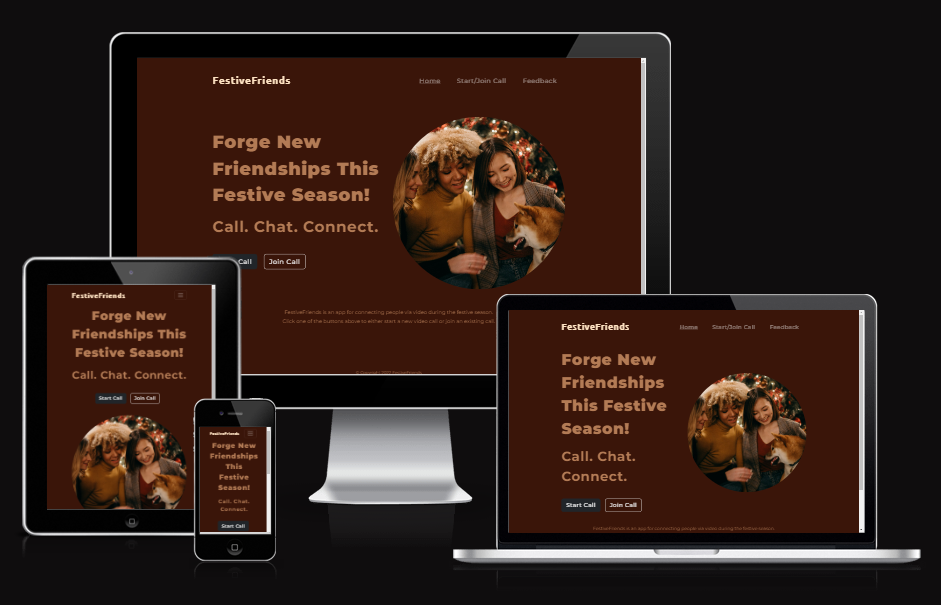 FestiveFriends
Home Start/Join Call Feedback
Forge New
Friendships This
Festive Season!
Call. Chat. Connect.
Call Join Call
FestiveFriends is an app for connecting people via video during the festive season.
Click one of the buttons above to either start a new video call or join an existing call
FestiveFriends
Forge New
Friendships This
Festive Season!
Call. Chat. Connect.
Start Call Join Call
FestiveFriends
Forge New
Friendships
This
Festive
Season!
Call. Chat.
Connect.
Start Call
FestiveFriends
Home Start/Join Call Feedback
Forge New
Friendships
This Festive
Season!
Call. Chat.
Connect.
Start Call Join Call
FestiveFriends is an app for connecting people via video during the festive season.